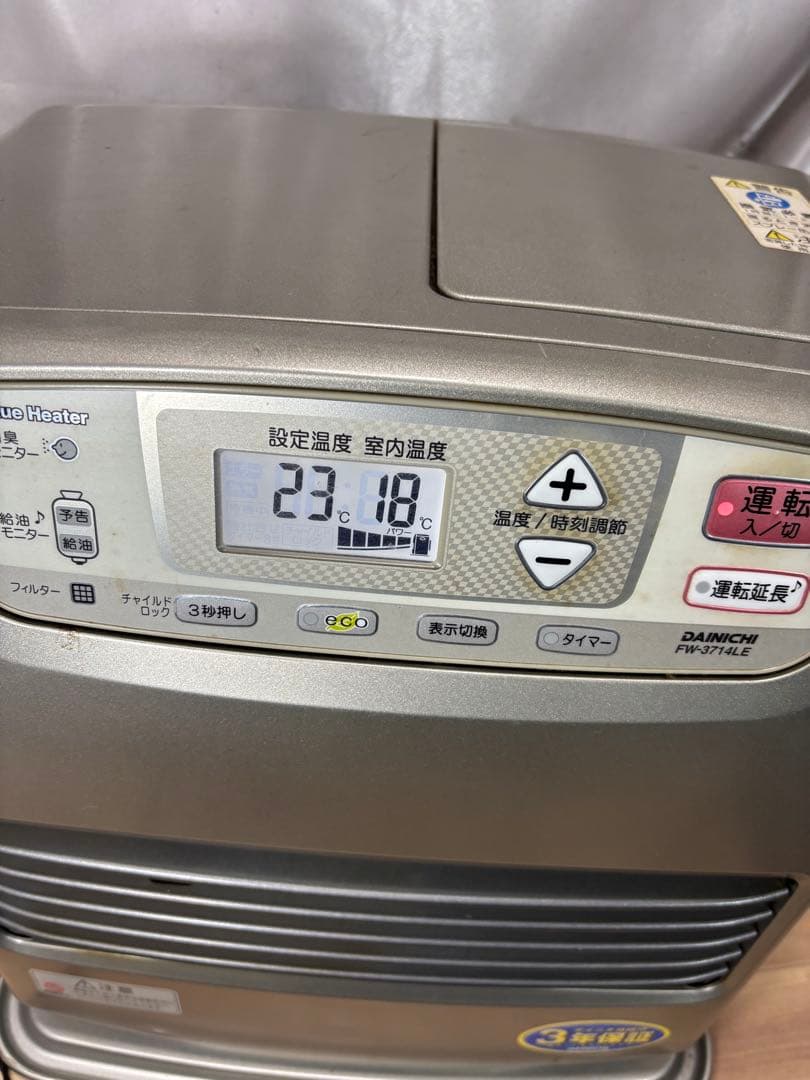 警告
ue Heater
臭
ニター
設定温度 室内温度
23℃ 18℃
パワー
温度/時刻調節
運転
入/切
運転延長♪
給油♪
モニター
予告
給油
フィルター
チャイルド
ロック
3秒押し
eco
表示切換
タイマー
DAINICHI
FW-3714LE
注意
3年保証